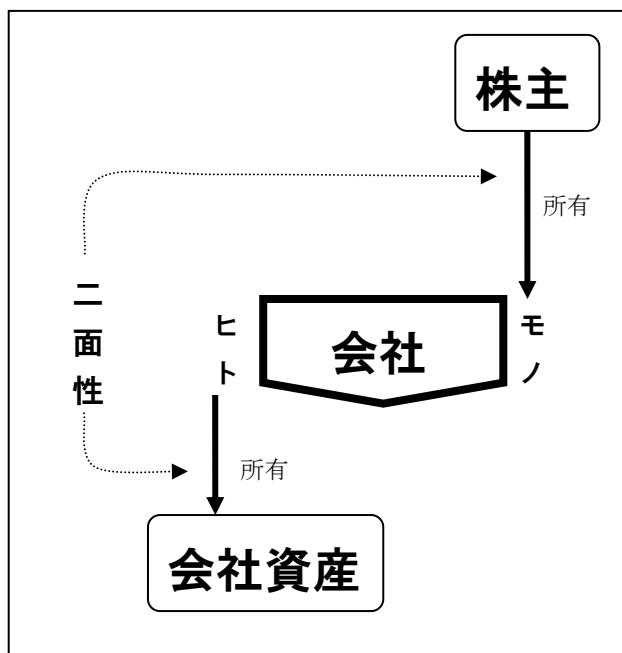 株主
所有
二面性
ヒト
会社
モノ
所有
会社資産